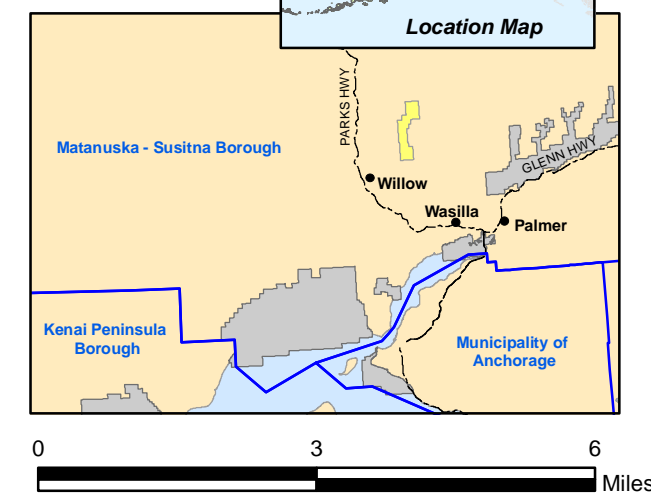 Location Map
PARKS HWY
Matanuska - Susitna Borough
GLENN HWY
Willow
Wasilla
Palmer
Kenai Peninsula
Borough
Municipality of
Anchorage
0 3 6
Miles